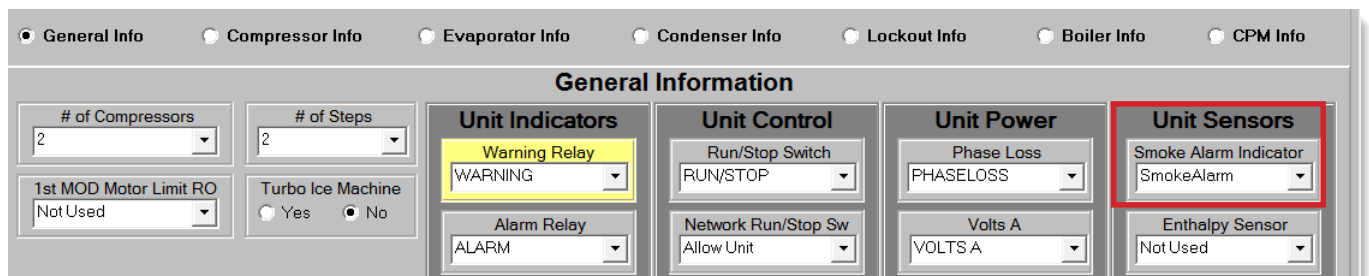 General Info Compressor Info Evaporator Info Condenser Info Lockout Info Boiler Info CPM Info
General Information
# of Compressors # of Steps Unit Indicators Unit Control Unit Power Unit Sensors
2 2 Warning Relay Run/Stop Switch Phase Loss Smoke Alarm Indicator
WARNING RUN/STOP PHASELOSS SmokeAlarm
1st MOD Motor Limit RO Turbo Ice Machine
Not Used Yes No Alarm Relay Network Run/Stop Sw Volts A Enthalpy Sensor
ALARM Allow Unit VOLTS A Not Used